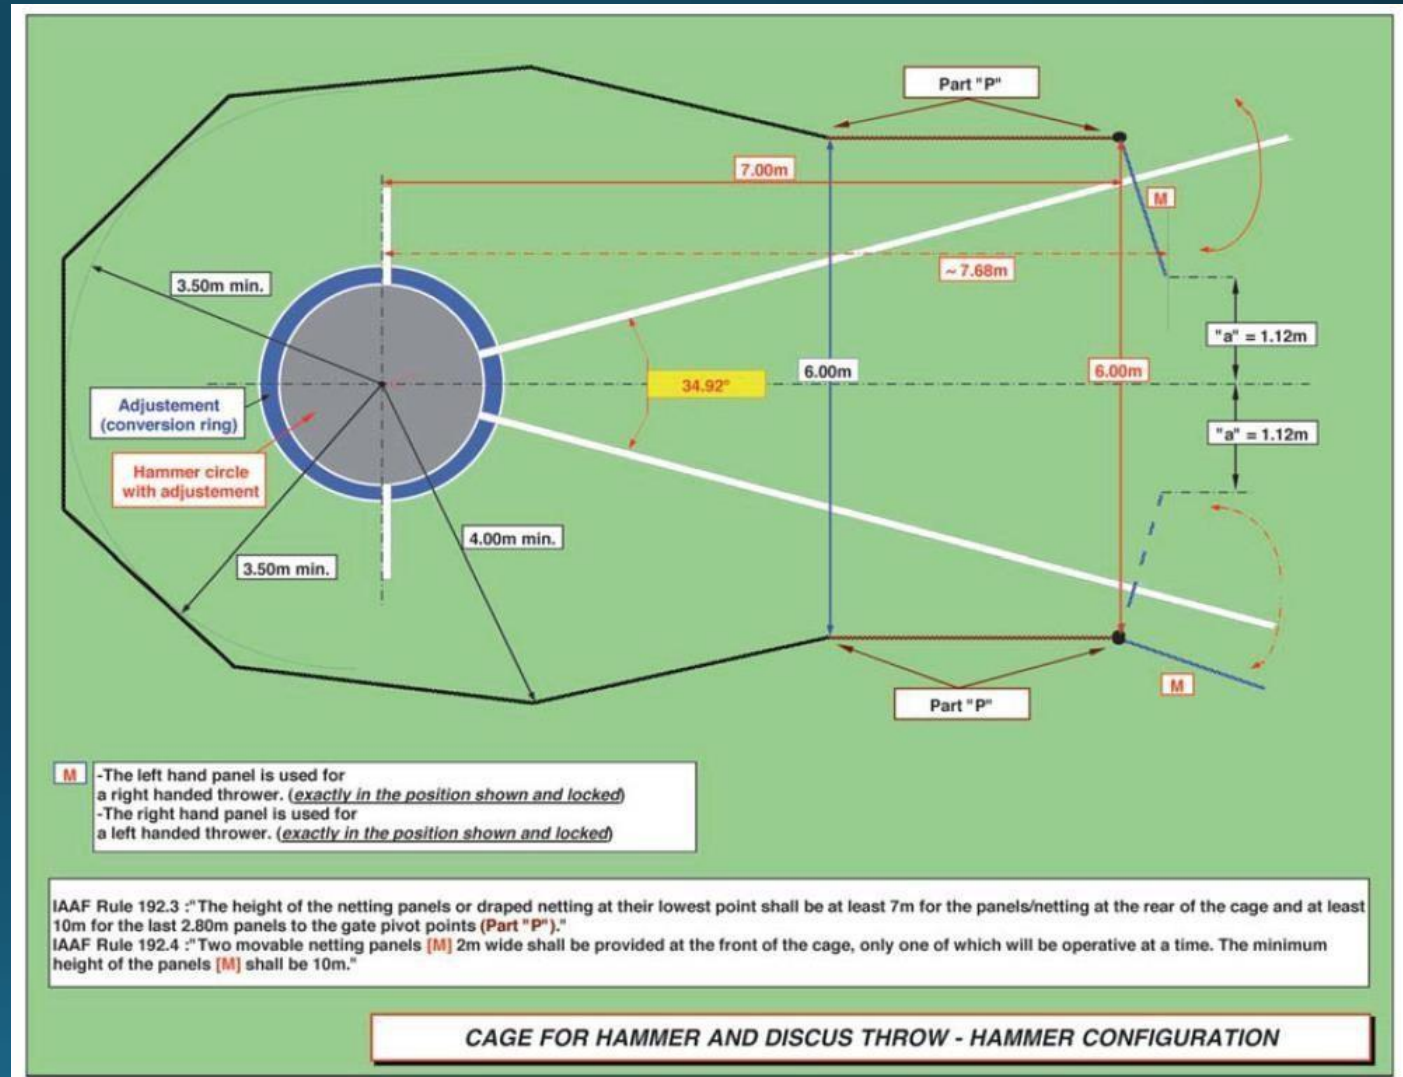 Part "P"
7.00m
M
~ 7.68m
3.50m min.
"a" = 1.12m
6.00m
6.00m
34.92°
Adjustement
(conversion ring)
"a" = 1.12m
Hammer circle
with adjustement
4.00m min.
3.50m min.
M
Part "P"
M
-The left hand panel is used for
a right handed thrower. (exactly in the position shown and locked)
-The right hand panel is used for
a left handed thrower. (exactly in the position shown and locked)
IAAF Rule 192.3 :"The height of the netting panels or draped netting at their lowest point shall be at least 7m for the panels/netting at the rear of the cage and at least
10m for the last 2.80m panels to the gate pivot points (Part "P")."
IAAF Rule 192.4 :"Two movable netting panels [M] 2m wide shall be provided at the front of the cage, only one of which will be operative at a time. The minimum
height of the panels [M] shall be 10m."
CAGE FOR HAMMER AND DISCUS THROW - HAMMER CONFIGURATION